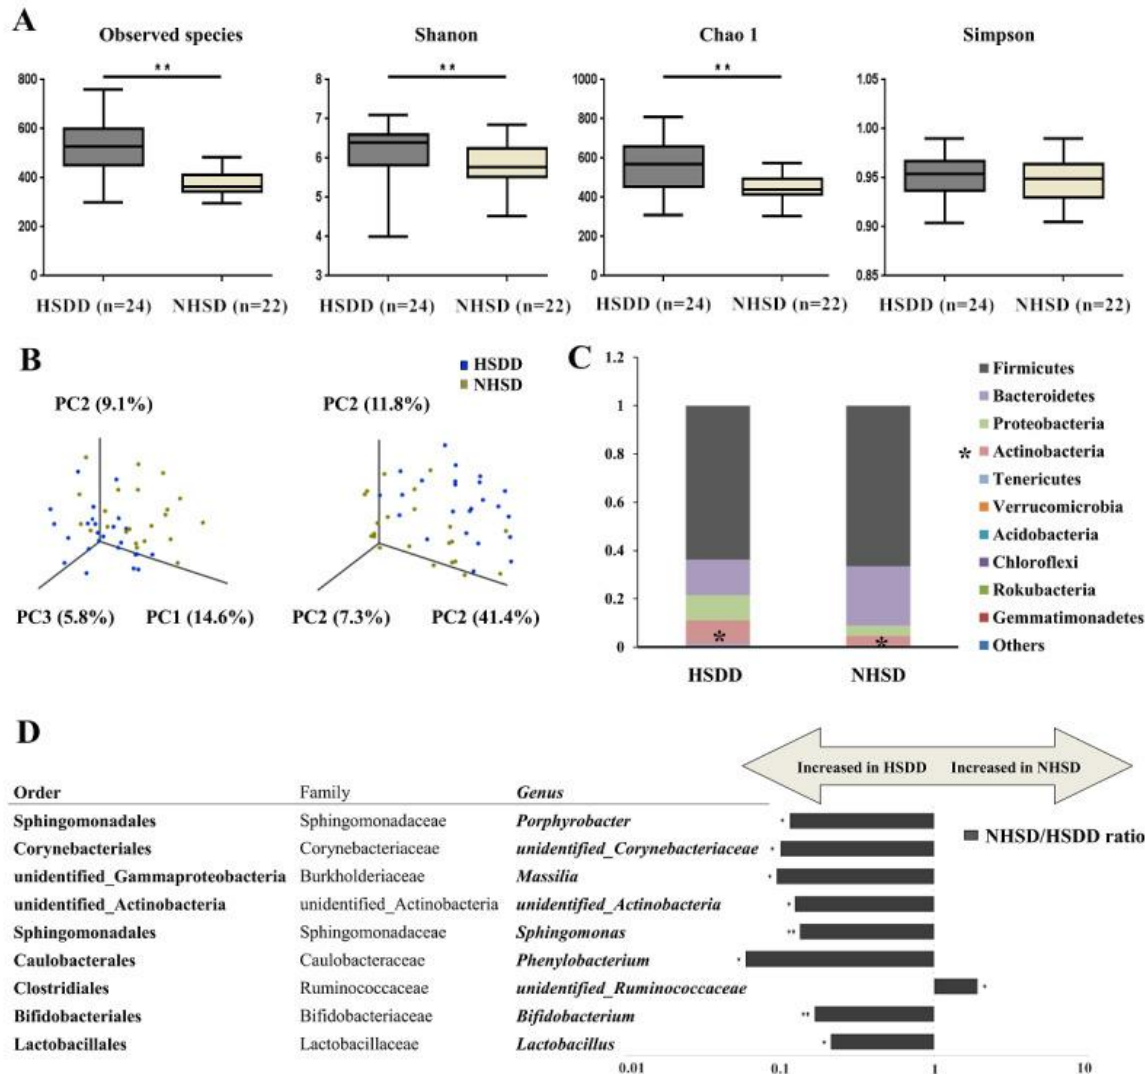 A
Observed species
Shanon
Chao 1
Simpson
**
**
**
800
600
400
200
0
8
7
6
5
4
3
1000
800
600
400
200
0
1.05
1.00
0.95
0.90
0.85
HSDD (n=24) NHSD (n=22)
HSDD (n=24) NHSD (n=22)
HSDD (n=24) NHSD (n=22)
HSDD (n=24) NHSD (n=22)
B
HSDD
NHSD
PC2 (9.1%)
PC2 (11.8%)
PC3 (5.8%)
PC1 (14.6%)
PC2 (7.3%)
PC2 (41.4%)
C
1.2
1
0.8
0.6
0.4
0.2
0
*
*
HSDD
NHSD
Firmicutes
Bacteroidetes
Proteobacteria
* Actinobacteria
Tenericutes
Verrucomicrobia
Acidobacteria
Chloroflexi
Rokubacteria
Gemmatimonadetes
Others
D
Increased in HSDD Increased in NHSD
Order Family Genus
Sphingomonadales Sphingomonadaceae Porphyrobacter *
Corynebacteriales Corynebacteriaceae unidentified_Corynebacteriaceae *
unidentified_Gammaproteobacteria Burkholderiaceae Massilia *
unidentified_Actinobacteria unidentified_Actinobacteria unidentified_Actinobacteria *
Sphingomonadales Sphingomonadaceae Sphingomonas **
Caulobacterales Caulobacteraceae Phenylobacterium *
Clostridiales Ruminococcaceae unidentified_Ruminococcaceae *
Bifidobacteriales Bifidobacteriaceae Bifidobacterium **
Lactobacillales Lactobacillaceae Lactobacillus *
NHSD/HSDD ratio
0.01 0.1 1 10